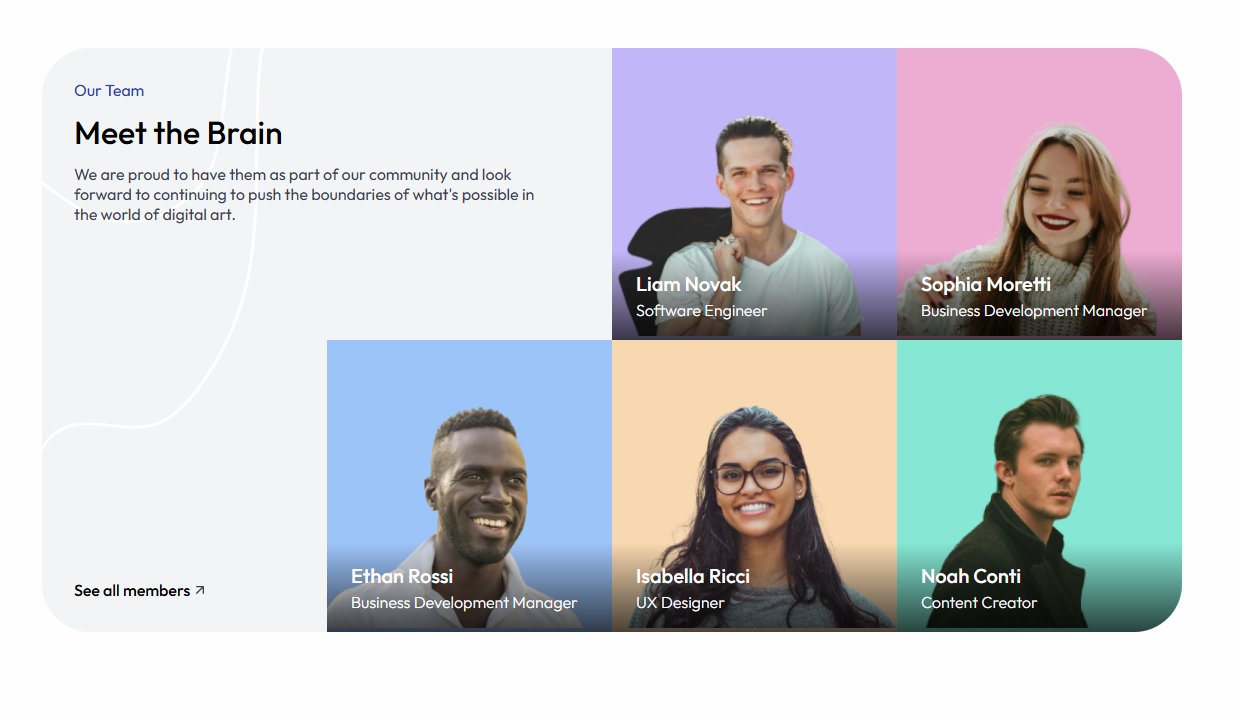 Our Team
Meet the Brain
We are proud to have them as part of our community and look
forward to continuing to push the boundaries of what's possible in
the world of digital art.
See all members
Liam Novak
Software Engineer
Sophia Moretti
Business Development Manager
Ethan Rossi
Business Development Manager
Isabella Ricci
UX Designer
Noah Conti
Content Creator